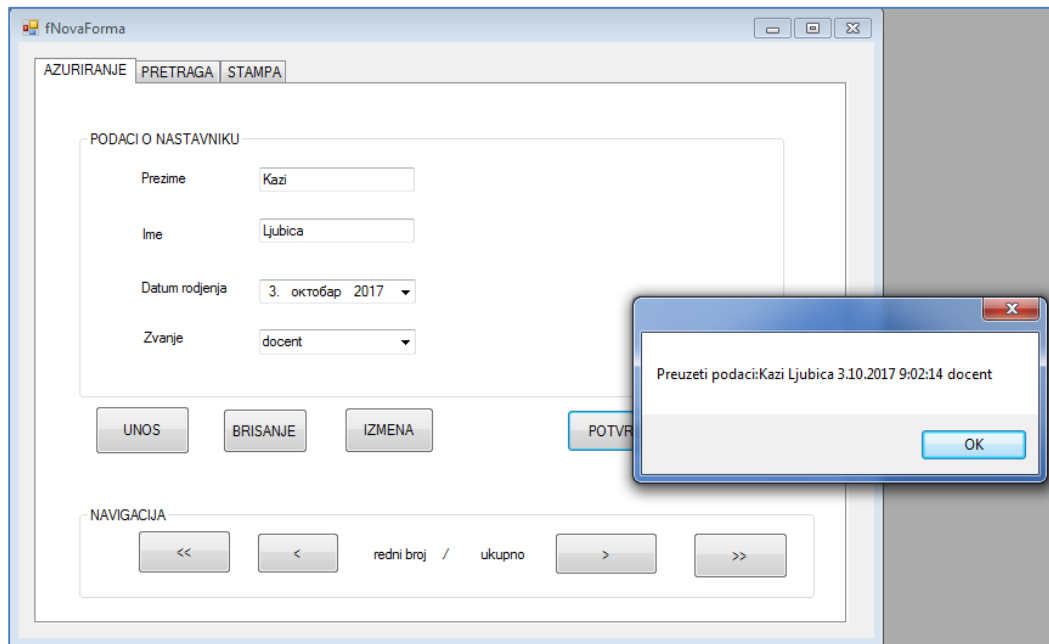 fNovaForma
AZURIRANJE PRETRAGA STAMPA
PODACI O NASTAVNIKU
Prezime Kazi
Ime Ljubica
Datum rodjenja 3. октобар 2017
Zvanje docent
Preuzeti podaci:Kazi Ljubica 3.10.2017 9:02:14 docent
OK
UNOS BRISANJE IZMENA POTVR
NAVIGACIJA
<< < redni broj / ukupno > >>